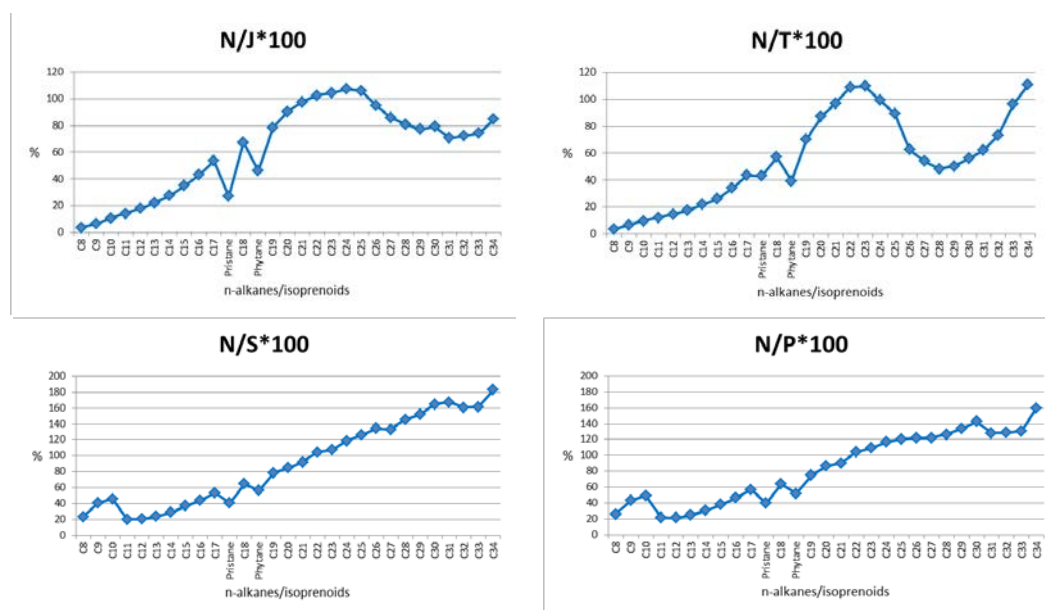 N/J*100
120
100
80
60
40
20
0
%
C8
C9
C10
C11
C12
C13
C14
C15
C16
C17
Pristane
C18
Phytane
C19
C20
C21
C22
C23
C24
C25
C26
C27
C28
C29
C30
C31
C32
C33
C34
n-alkanes/isoprenoids
N/T*100
120
100
80
60
40
20
0
%
C8
C9
C10
C11
C12
C13
C14
C15
C16
C17
Pristane
C18
Phytane
C19
C20
C21
C22
C23
C24
C25
C26
C27
C28
C29
C30
C31
C32
C33
C34
n-alkanes/isoprenoids
N/S*100
200
180
160
140
120
100
80
60
40
20
0
%
C8
C9
C10
C11
C12
C13
C14
C15
C16
C17
Pristane
C18
Phytane
C19
C20
C21
C22
C23
C24
C25
C26
C27
C28
C29
C30
C31
C32
C33
C34
n-alkanes/isoprenoids
N/P*100
200
180
160
140
120
100
80
60
40
20
0
%
C8
C9
C10
C11
C12
C13
C14
C15
C16
C17
Pristane
C18
Phytane
C19
C20
C21
C22
C23
C24
C25
C26
C27
C28
C29
C30
C31
C32
C33
C34
n-alkanes/isoprenoids